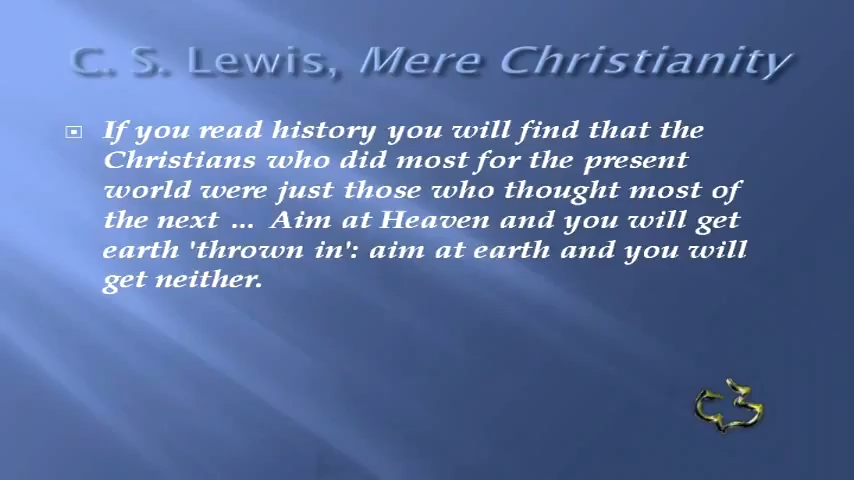 C. S. Lewis, Mere Christianity
If you read history you will find that the
Christians who did most for the present
world were just those who thought most of
the next ... Aim at Heaven and you will get
earth 'thrown in': aim at earth and you will
get neither.